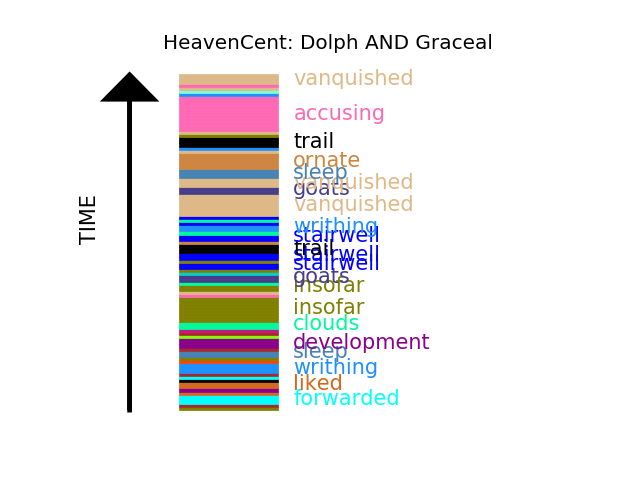 HeavenCent: Dolph AND Graceal
TIME
vanquished
accusing
trail
ornate
sleep
vanquished
goats
vanquished
writhing
stairwell
trail
stairwell
stairwell
goats
insofar
insofar
clouds
development
sleep
writhing
liked
forwarded